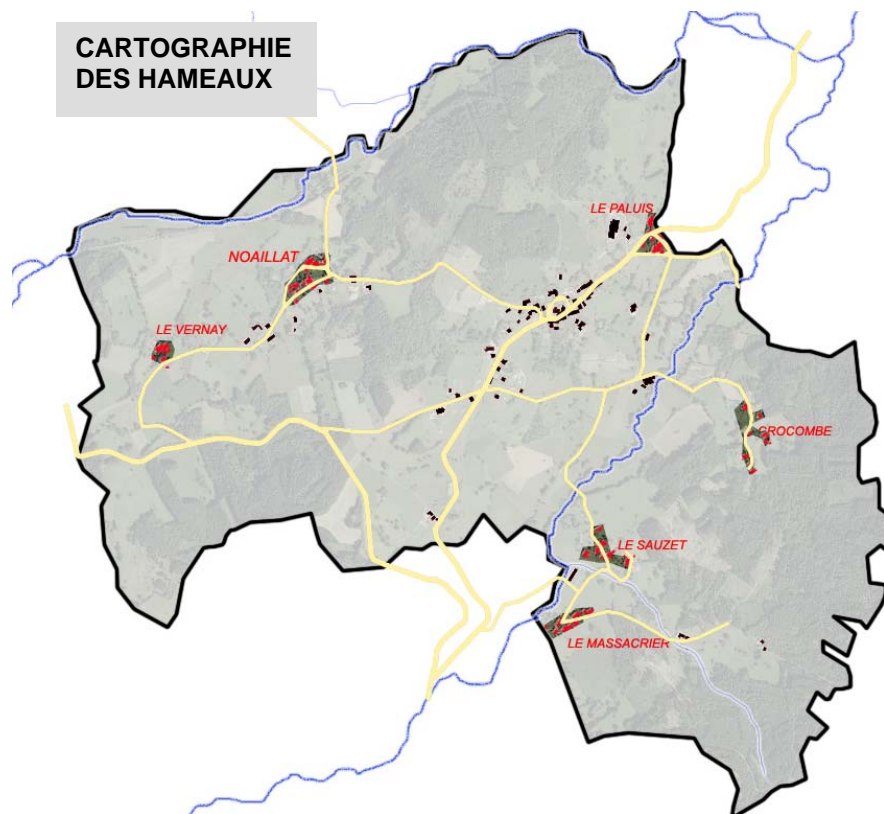 CARTOGRAPHIE
DES HAMEAUX
LE PALUIS
NOAILLAT
LE VERNAY
CROCOMBE
LE SAUZET
LE MASSACRIER